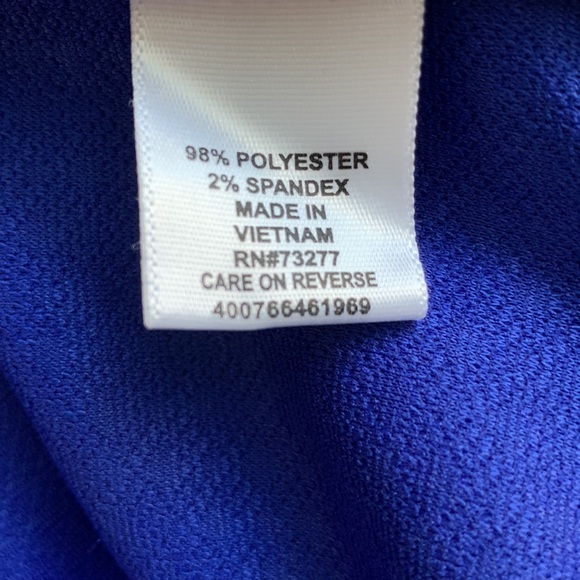 98% POLYESTER
2% SPANDEX
MADE IN
VIETNAM
RN#73277
CARE ON REVERSE
400766461969